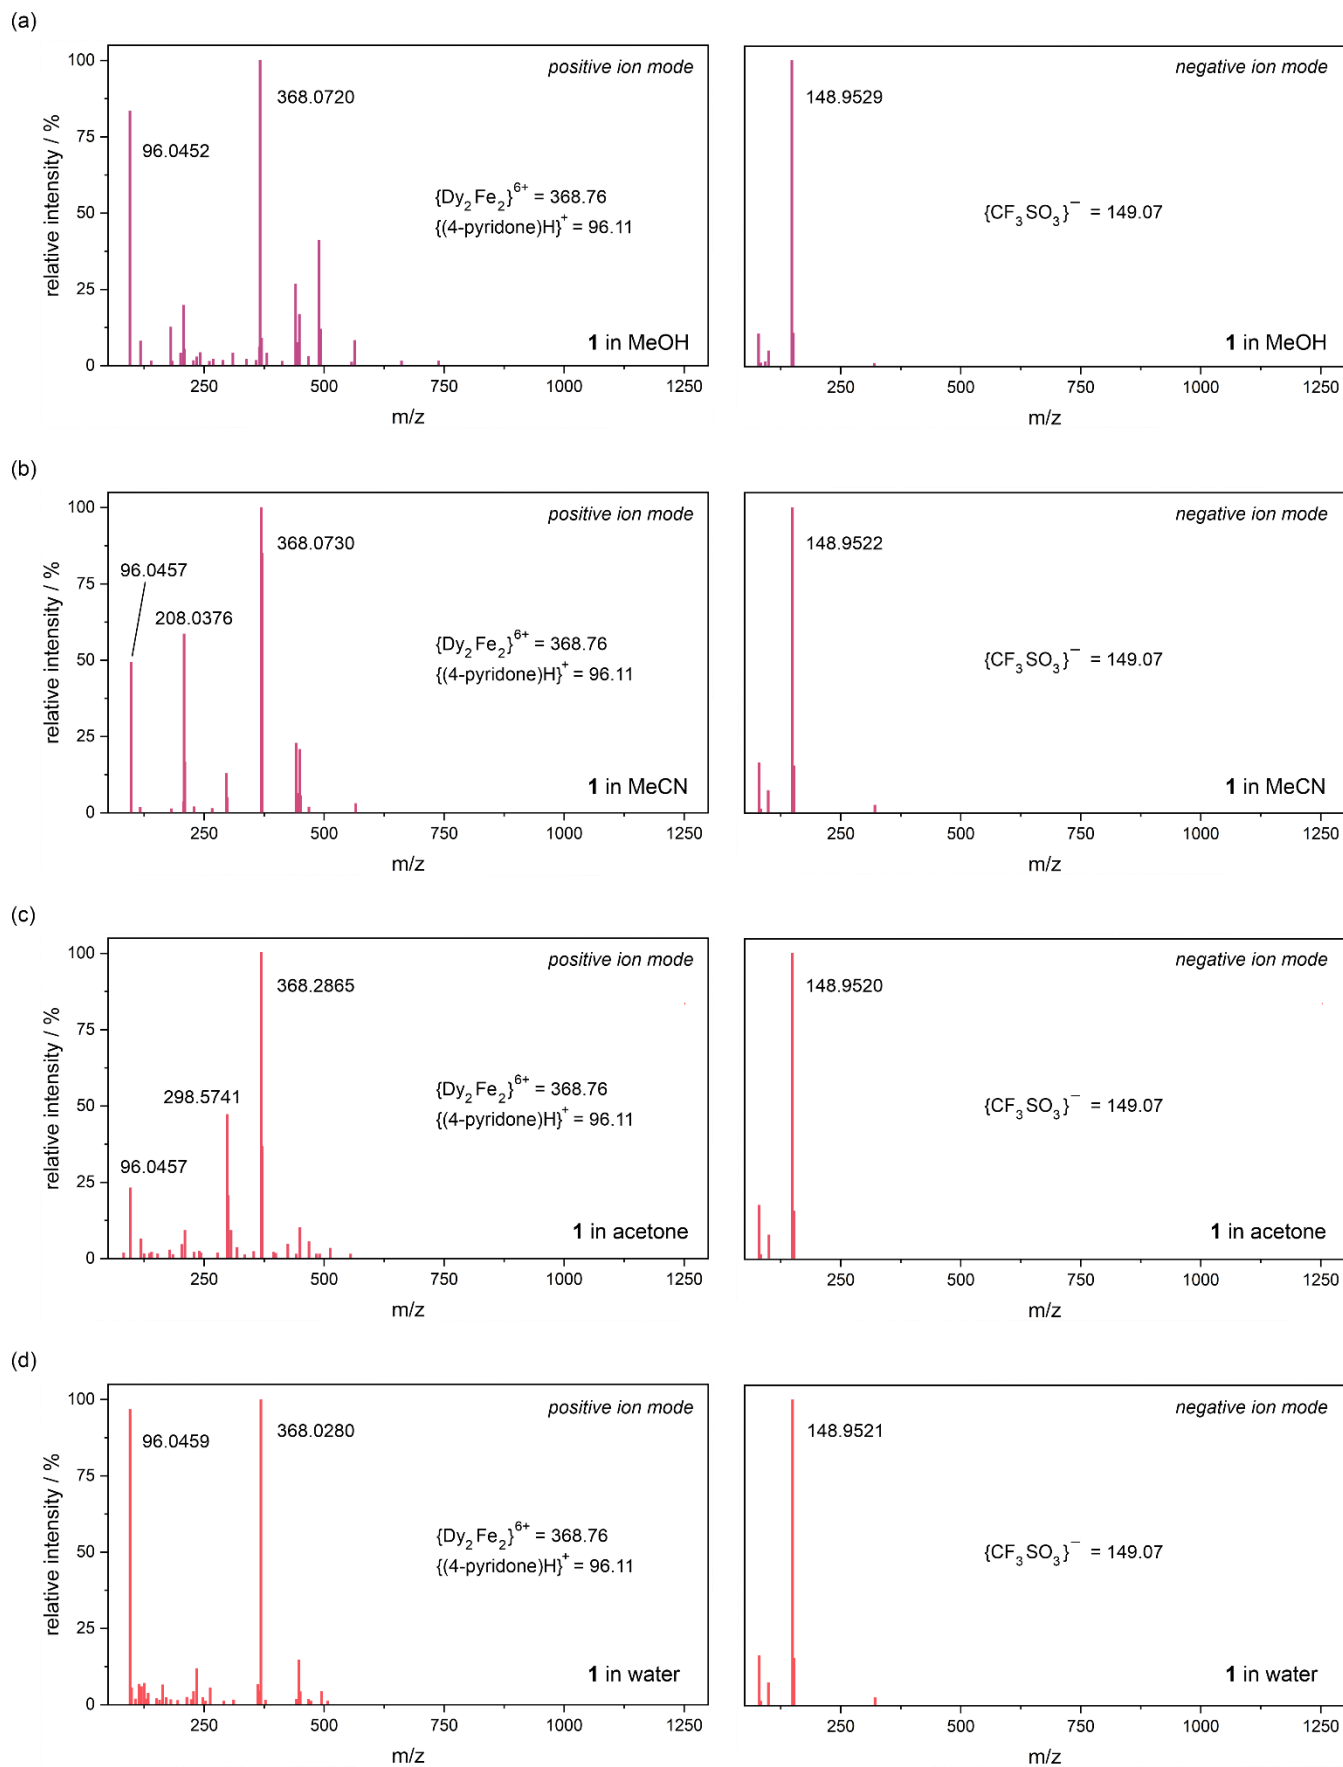 (a)
positive ion mode
368.0720
96.0452
{Dy₂Fe₂}⁶⁺ = 368.76
{(4-pyridone)H}⁺ = 96.11
1 in MeOH
relative intensity / %
100
75
50
25
0
250
500
750
1000
1250
m/z
negative ion mode
148.9529
{CF₃SO₃}⁻ = 149.07
1 in MeOH
250
500
750
1000
1250
m/z
(b)
positive ion mode
368.0730
96.0457
208.0376
{Dy₂Fe₂}⁶⁺ = 368.76
{(4-pyridone)H}⁺ = 96.11
1 in MeCN
relative intensity / %
100
75
50
25
0
250
500
750
1000
1250
m/z
negative ion mode
148.9522
{CF₃SO₃}⁻ = 149.07
1 in MeCN
250
500
750
1000
1250
m/z
(c)
positive ion mode
368.2865
298.5741
96.0457
{Dy₂Fe₂}⁶⁺ = 368.76
{(4-pyridone)H}⁺ = 96.11
1 in acetone
relative intensity / %
100
75
50
25
0
250
500
750
1000
1250
m/z
negative ion mode
148.9520
{CF₃SO₃}⁻ = 149.07
1 in acetone
250
500
750
1000
1250
m/z
(d)
positive ion mode
368.0280
96.0459
{Dy₂Fe₂}⁶⁺ = 368.76
{(4-pyridone)H}⁺ = 96.11
1 in water
relative intensity / %
100
75
50
25
0
250
500
750
1000
1250
m/z
negative ion mode
148.9521
{CF₃SO₃}⁻ = 149.07
1 in water
250
500
750
1000
1250
m/z